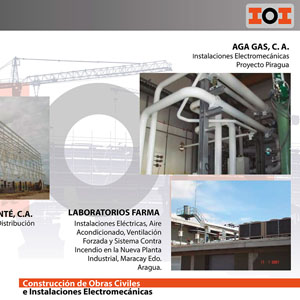 IOI
AGA GAS, C. A.
Instalaciones Electromecánicas
Proyecto Piragua
NTÉ, C.A.
Distribución
LABORATORIOS FARMA
Instalaciones Eléctricas, Aire
Acondicionado, Ventilación
Forzada y Sistema Contra
Incendio en la Nueva Planta
Industrial, Maracay Edo.
Aragua.
Construcción de Obras Civiles
e Instalaciones Electromecánicas